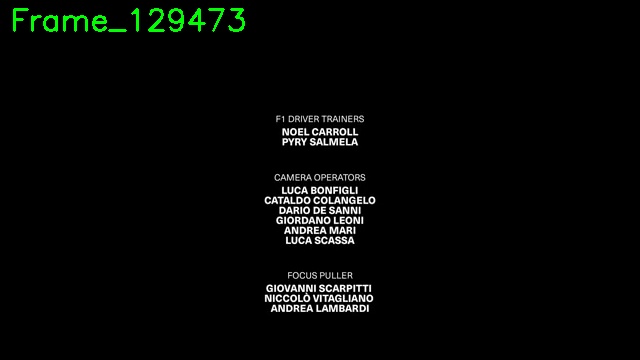 Frame_129473
F1 DRIVER TRAINERS
NOEL CARROLL
PYRY SALMELA
CAMERA OPERATORS
LUCA BONFIGLI
CATALDO COLANGELO
DARIO DE SANNI
GIORDANO LEONI
ANDREA MARI
LUCA SCASSA
FOCUS PULLER
GIOVANNI SCARPITTI
NICCOLÒ VITAGLIANO
ANDREA LAMBARDI